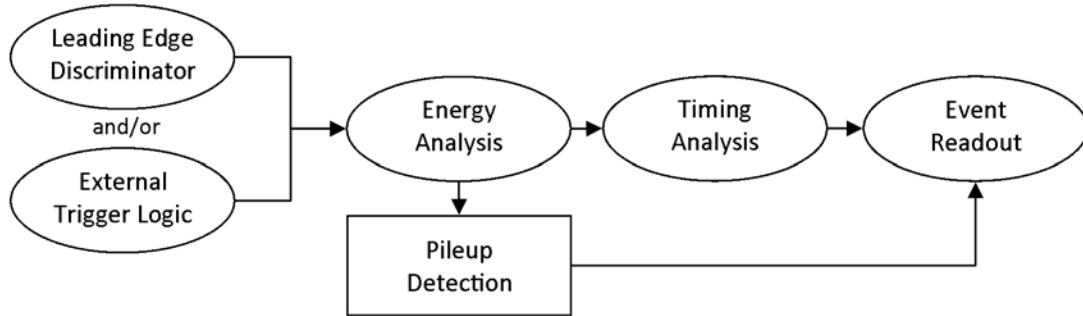 Leading Edge
Discriminator
and/or
External
Trigger Logic
Energy
Analysis
Timing
Analysis
Event
Readout
Pileup
Detection